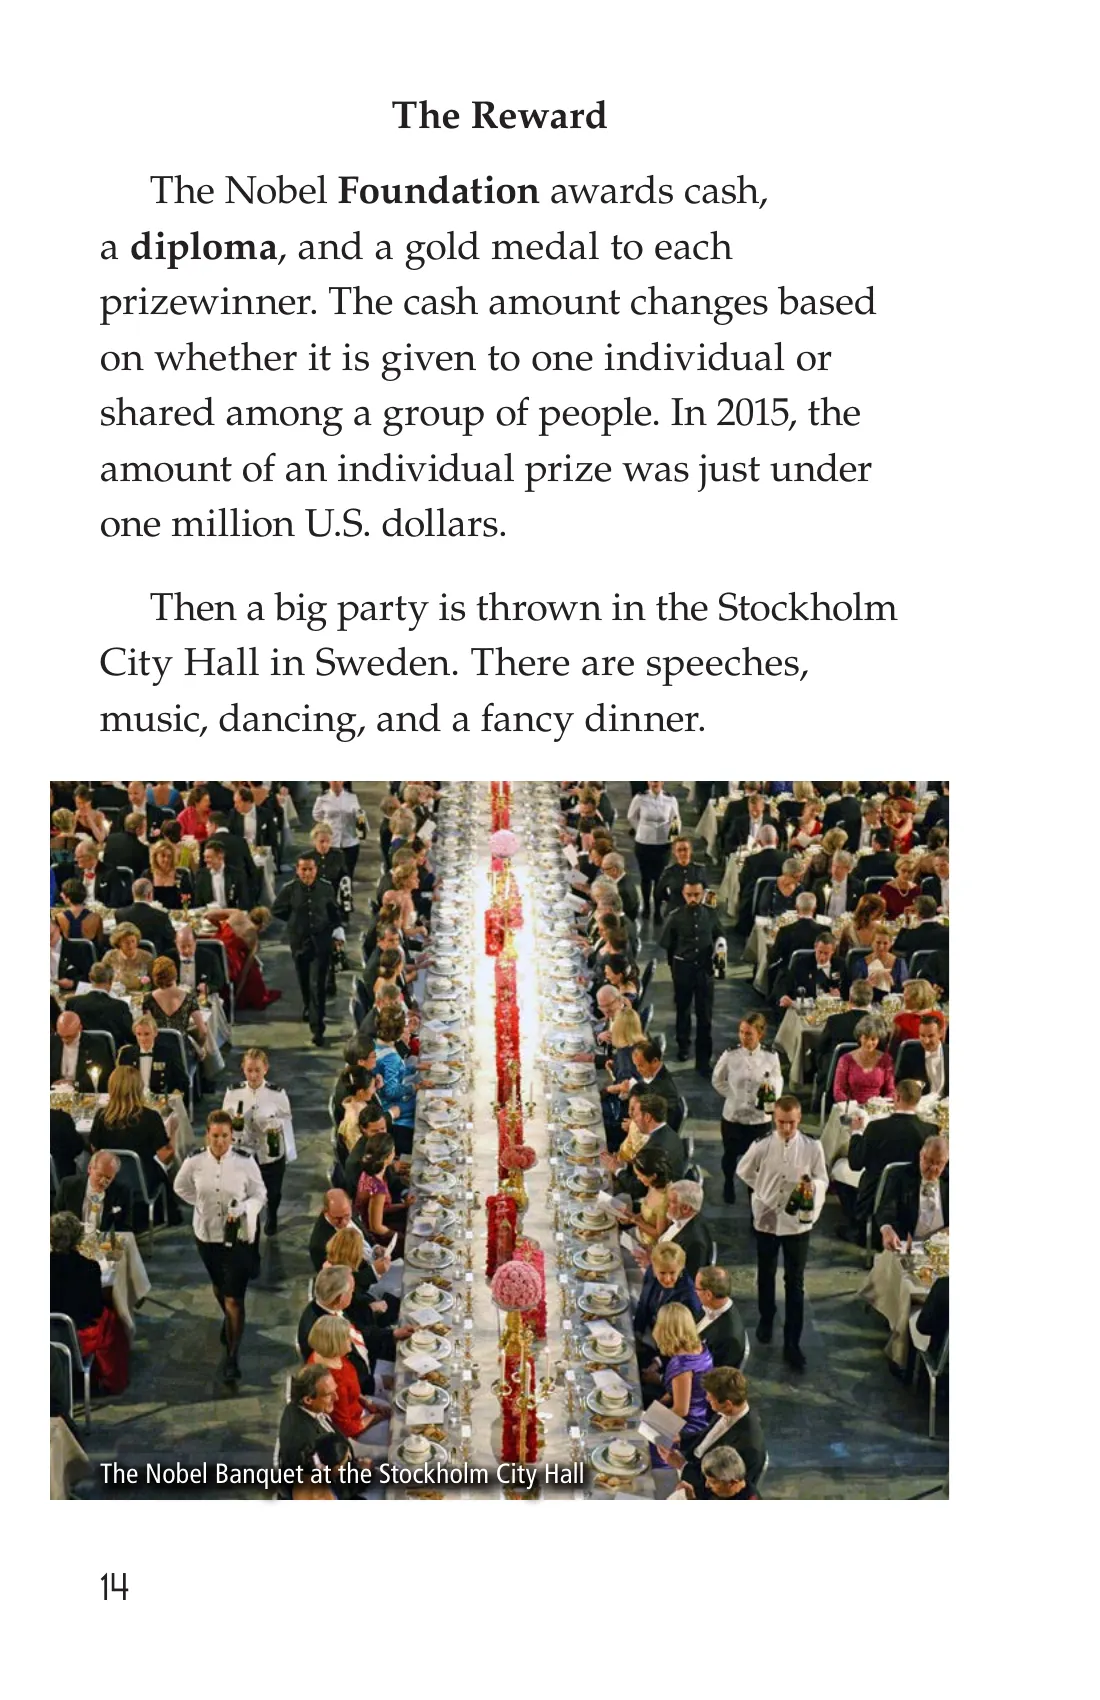 The Reward
The Nobel Foundation awards cash,
a diploma, and a gold medal to each
prizewinner. The cash amount changes based
on whether it is given to one individual or
shared among a group of people. In 2015, the
amount of an individual prize was just under
one million U.S. dollars.
Then a big party is thrown in the Stockholm
City Hall in Sweden. There are speeches,
music, dancing, and a fancy dinner.
The Nobel Banquet at the Stockholm City Hall
14